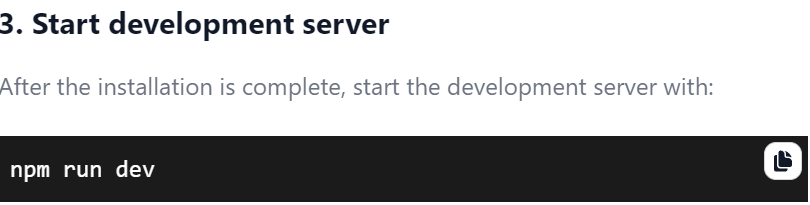 3. Start development server
After the installation is complete, start the development server with:
npm run dev